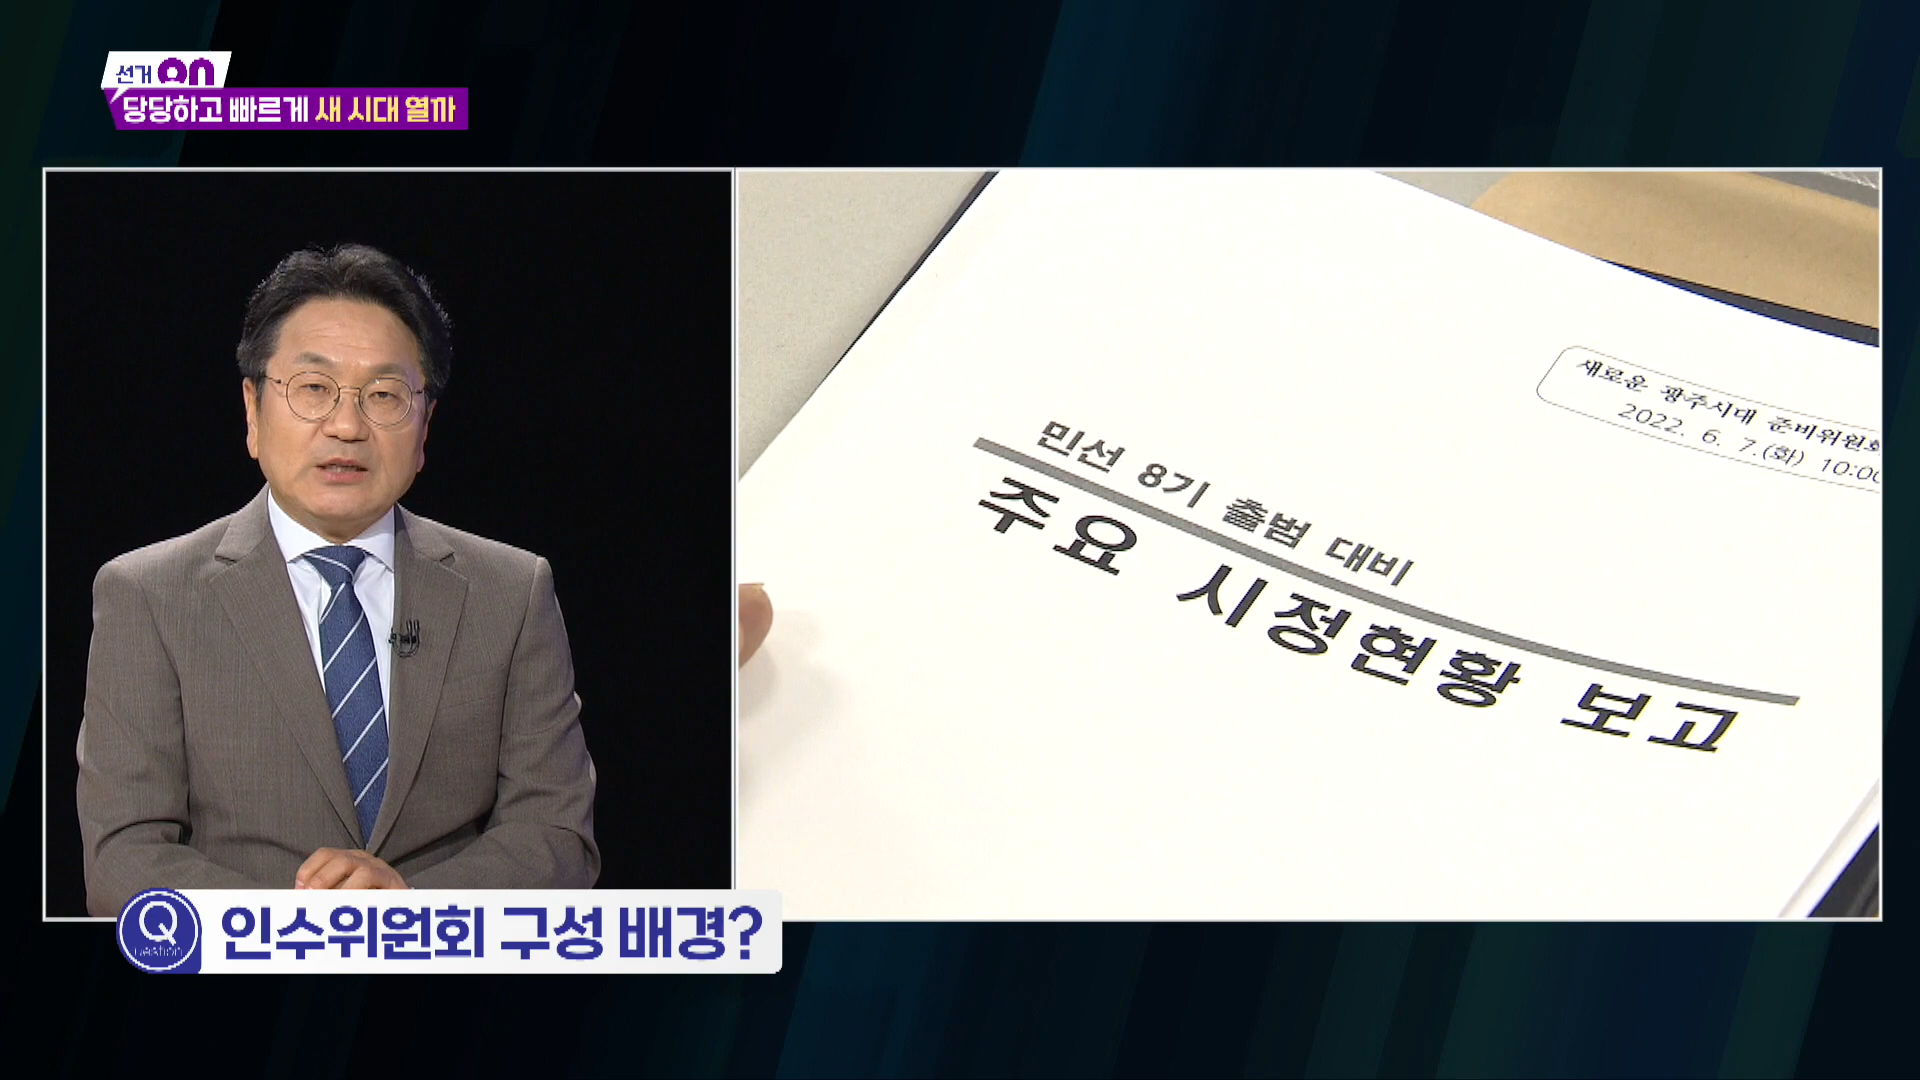 선거 on
당당하고 빠르게 새 시대 열까
새로운 광주시대 준비위원회
2022. 6. 7.(화) 10:00
민선 8기 출범 대비
주요 시정현황 보고
Question
인수위원회 구성 배경?